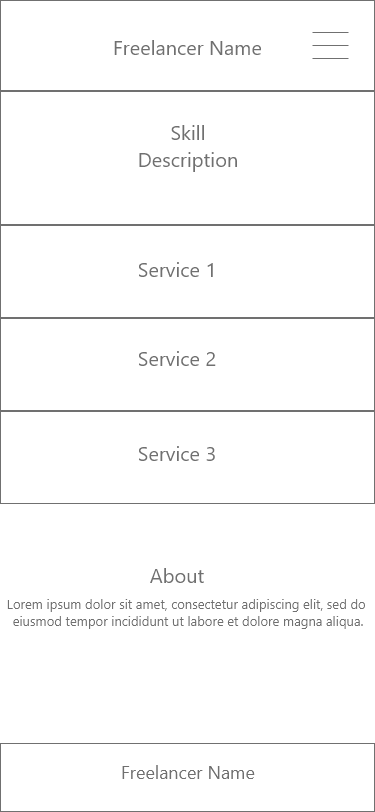 Freelancer Name
Skill
Description
Service 1
Service 2
Service 3
About
Lorem ipsum dolor sit amet, consectetur adipiscing elit, sed do
eiusmod tempor incididunt ut labore et dolore magna aliqua.
Freelancer Name